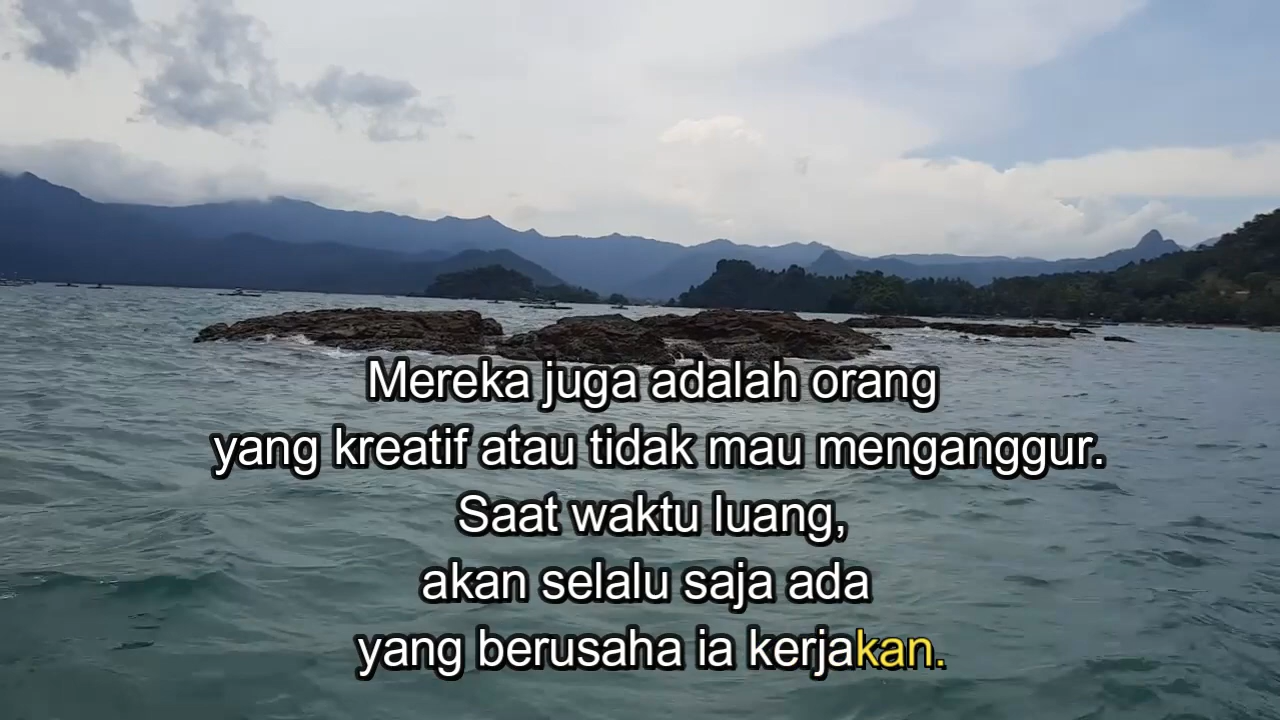 Mereka juga adalah orang
yang kreatif atau tidak mau menganggur.
Saat waktu luang,
akan selalu saja ada
yang berusaha ia kerjakan.